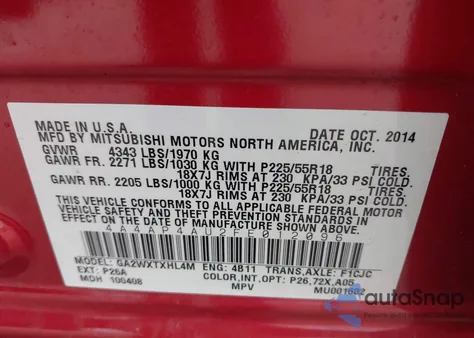 MADE IN U.S.A. DATE OCT. 2014
MFD BY MITSUBISHI MOTORS NORTH AMERICA, INC.
GVWR 4343 LBS/1970 KG
GAWR FR. 2271 LBS/1030 KG WITH P225/55R18 TIRES,
18X7J RIMS AT 230 KPA/33 PSI COLD.
GAWR RR. 2205 LBS/1000 KG WITH P225/55R18 TIRES,
18X7J RIMS AT 230 KPA/33 PSI COLD.
THIS VEHICLE CONFORMS TO ALL APPLICABLE FEDERAL MOTOR
VEHICLE SAFETY STANDARDS IN EFFECT ON THE DATE
OF MANUFACTURE SHOWN ABOVE.
4A4AP4AU2FE012096
MODEL: GA2WXTXHL4M ENG: 4B11 TRANS,AXLE: F1CJC
EXT: P26A COLOR,INT,OPT: P26,72X,A05
MDH 100408 MPV MU001682
autoSnap